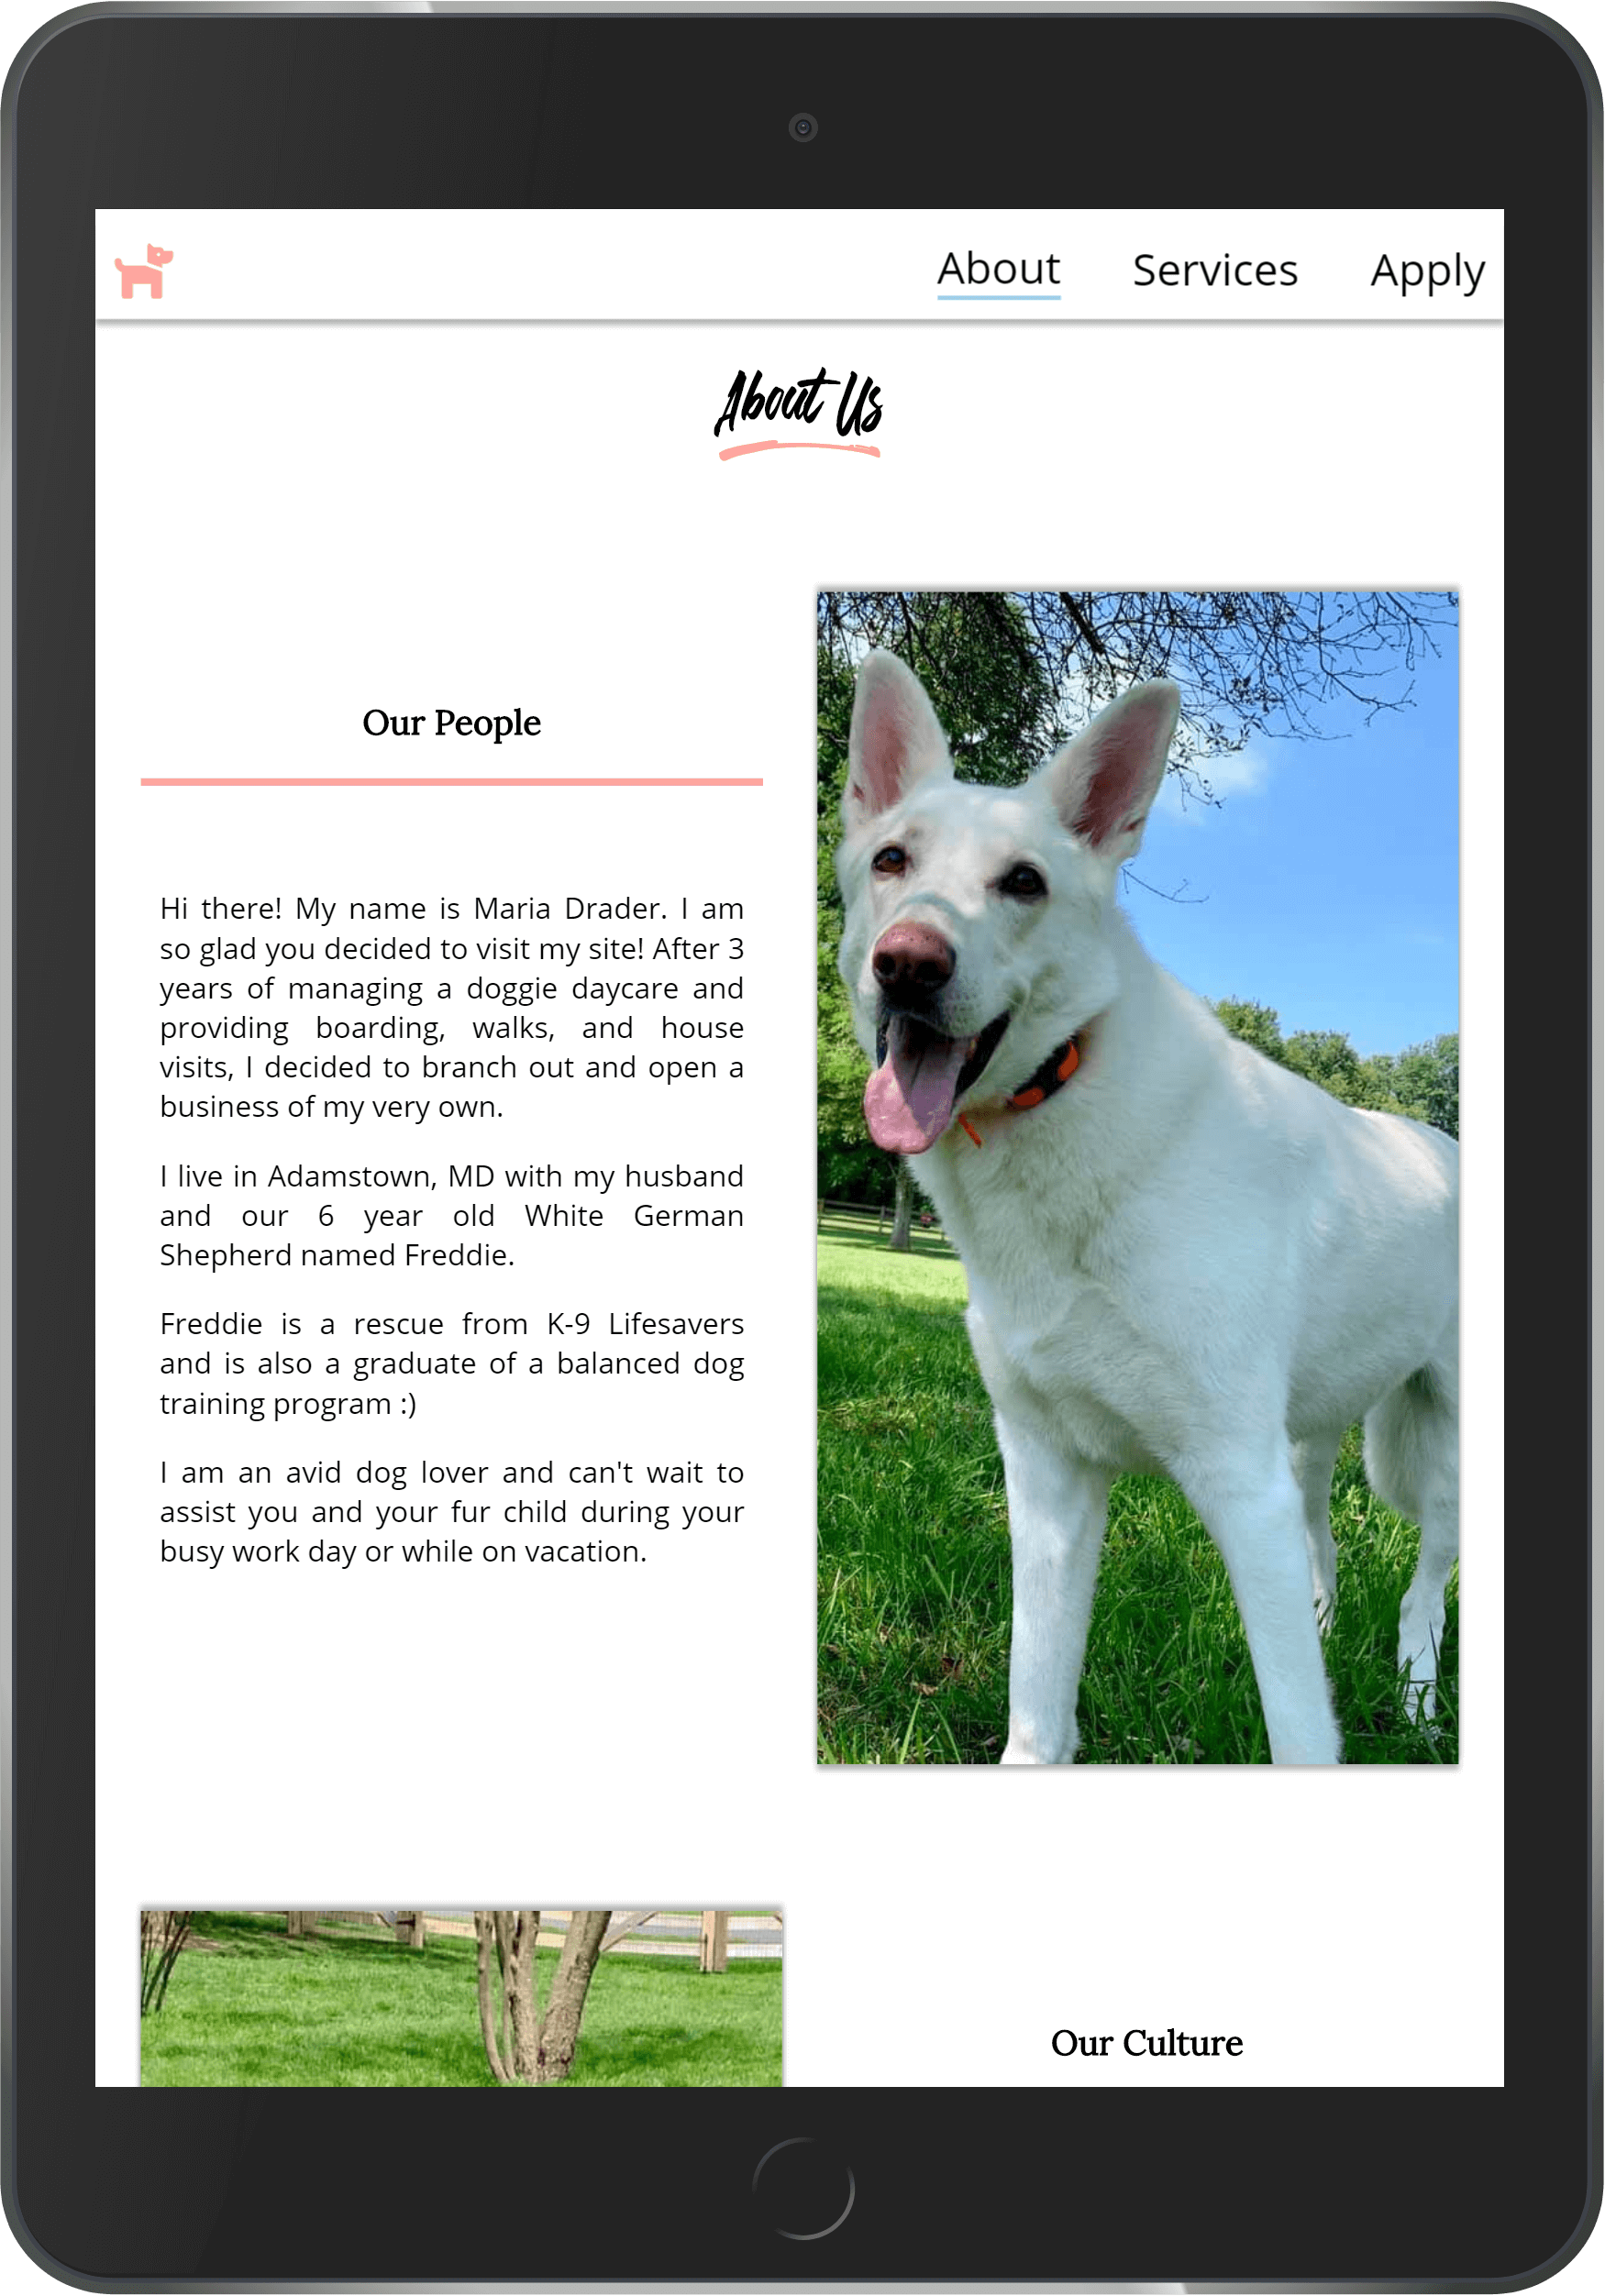 About Services Apply
About Us
Our People
Hi there! My name is Maria Drader. I am
so glad you decided to visit my site! After 3
years of managing a doggie daycare and
providing boarding, walks, and house
visits, I decided to branch out and open a
business of my very own.
I live in Adamstown, MD with my husband
and our 6 year old White German
Shepherd named Freddie.
Freddie is a rescue from K-9 Lifesavers
and is also a graduate of a balanced dog
training program :)
I am an avid dog lover and can't wait to
assist you and your fur child during your
busy work day or while on vacation.
Our Culture